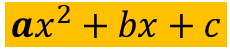 ax² + bx + c